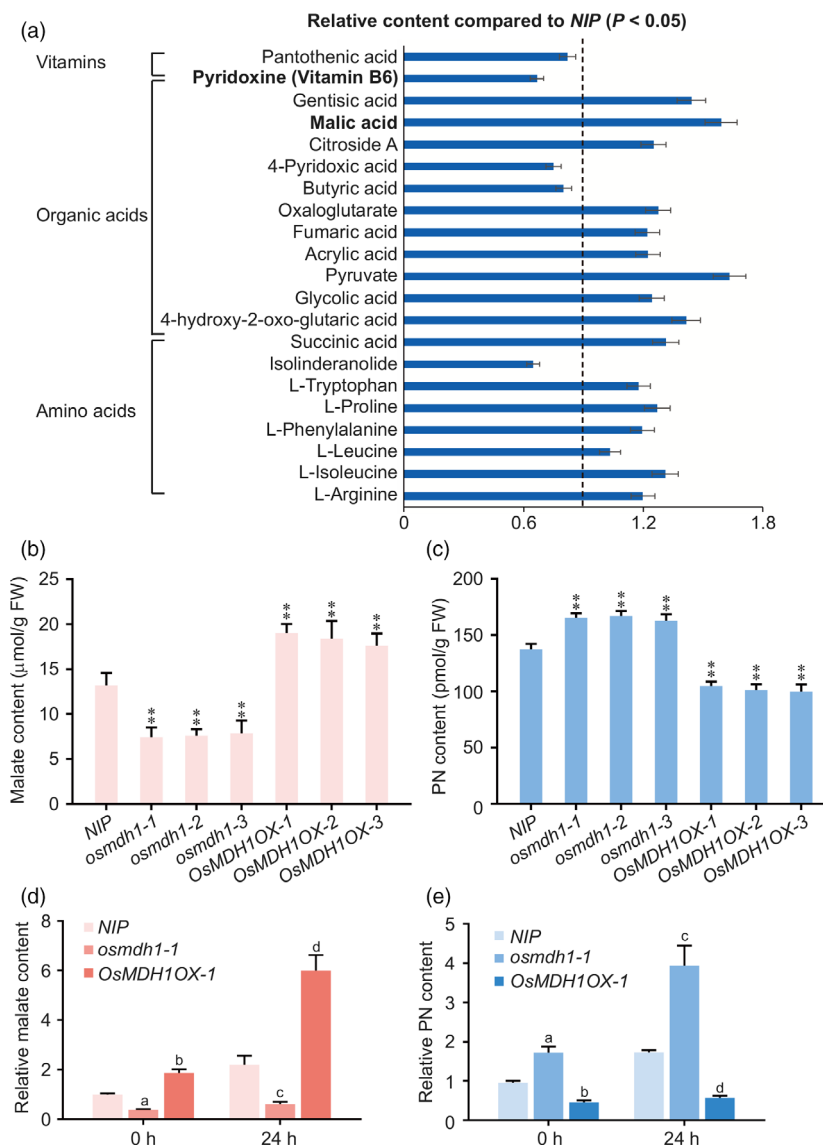 (a)
Relative content compared to NIP (P < 0.05)
Vitamins
Organic acids
Amino acids
Pantothenic acid
Pyridoxine (Vitamin B6)
Gentisic acid
Malic acid
Citroside A
4-Pyridoxic acid
Butyric acid
Oxaloglutarate
Fumaric acid
Acrylic acid
Pyruvate
Glycolic acid
4-hydroxy-2-oxo-glutaric acid
Succinic acid
Isolinderanolide
L-Tryptophan
L-Proline
L-Phenylalanine
L-Leucine
L-Isoleucine
L-Arginine
0 0.6 1.2 1.8
(b)
Malate content (μmol/g FW)
25
20
15
10
5
0
** ** ** ** ** **
NIP
osmdh1-1
osmdh1-2
osmdh1-3
OsMDH1OX-1
OsMDH1OX-2
OsMDH1OX-3
(c)
PN content (pmol/g FW)
200
150
100
50
0
** ** ** ** ** **
NIP
osmdh1-1
osmdh1-2
osmdh1-3
OsMDH1OX-1
OsMDH1OX-2
OsMDH1OX-3
(d)
Relative malate content
8
6
4
2
0
NIP
osmdh1-1
OsMDH1OX-1
a b c d
0 h 24 h
(e)
Relative PN content
5
4
3
2
1
0
NIP
osmdh1-1
OsMDH1OX-1
a b c d
0 h 24 h